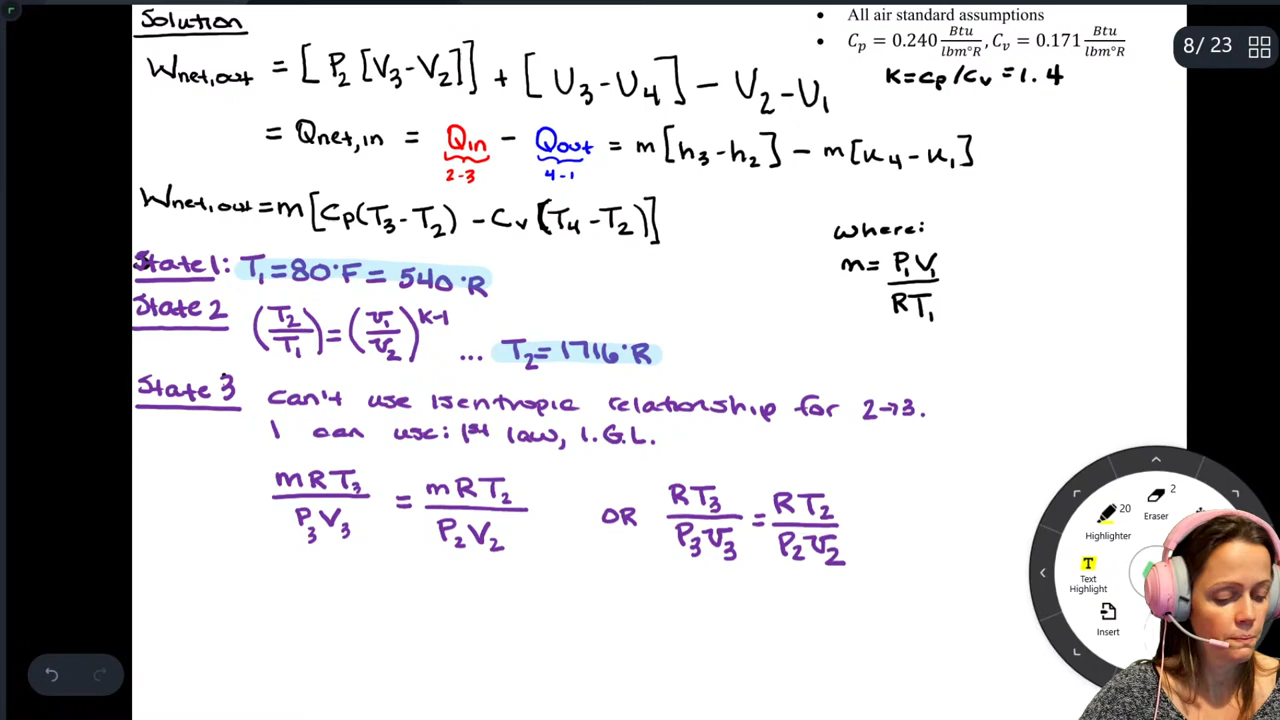 Solution
• All air standard assumptions
• Cp = 0.240 Btu/lbm°R, Cv = 0.171 Btu/lbm°R
K = Cp/Cv = 1.4
8 / 23
Wnet,out = [P2[V3-V2]] + [U3-U4] - U2-U1
= Qnet,in = Qin - Qout = m[h3-h2] - m[u4-u1]
2-3 4-1
Wnet,out = m[Cp(T3-T2) - Cv(T4-T2)]
where:
m = P1V1/RT1
State 1: T1 = 80°F = 540°R
State 2 (T2/T1) = (v1/v2)^K-1 ... T2 = 1716°R
State 3 Can't use isentropic relationship for 2→3.
I can use: 1st law, I.G.L.
mRT3/P3V3 = mRT2/P2V2 OR RT3/P3v3 = RT2/P2v2
2
Eraser
20
Highlighter
T
Text Highlight
Insert